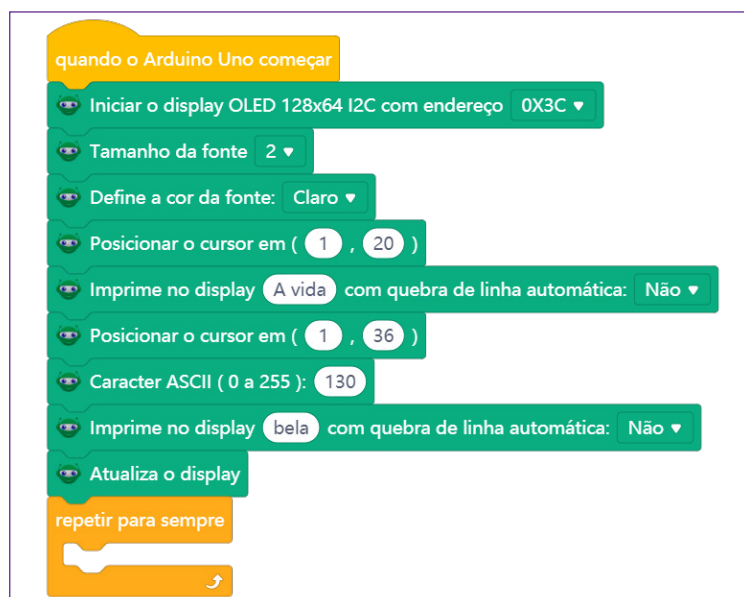 quando o Arduino Uno começar
Iniciar o display OLED 128x64 I2C com endereço 0X3C
Tamanho da fonte 2
Define a cor da fonte: Claro
Posicionar o cursor em ( 1 , 20 )
Imprime no display A vida com quebra de linha automática: Não
Posicionar o cursor em ( 1 , 36 )
Caracter ASCII ( 0 a 255 ): 130
Imprime no display bela com quebra de linha automática: Não
Atualiza o display
repetir para sempre